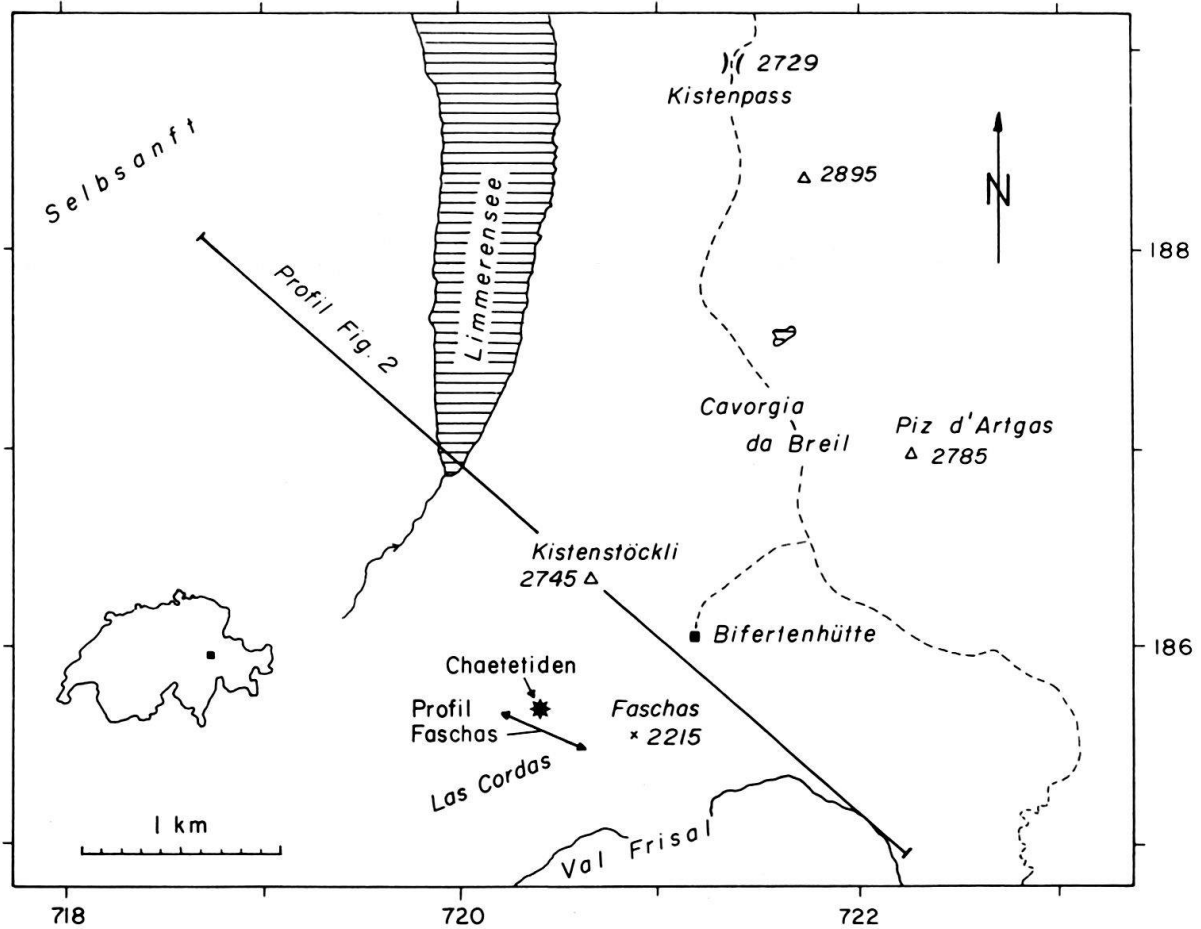 2729
Kistenpass
Selbsanft
2895
N
Limmerensee
188
Profil Fig. 2
Cavorgia
da Breil
Piz d'Artgas
2785
Kistenstöckli
2745
Bifertenhütte
186
Chaetetiden
Profil
Faschas
Faschas
2215
Las Cordas
1 km
Val Frisal
718
720
722